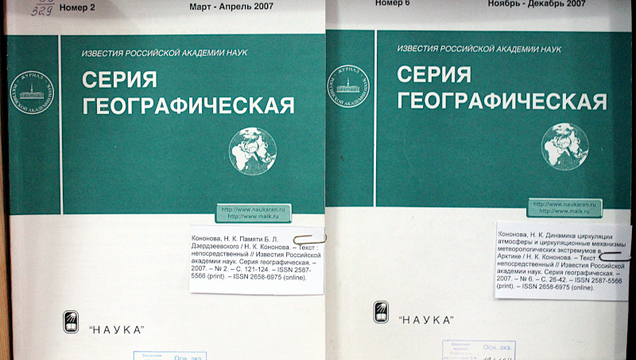 329
Номер 2
Март - Апрель 2007
ИЗВЕСТИЯ РОССИЙСКОЙ АКАДЕМИИ НАУК
СЕРИЯ
ГЕОГРАФИЧЕСКАЯ
http://www.naukaran.ru
http://www.maik.ru
Кононова, Н. К. Памяти Б. Л.
Дзердзеевского / Н. К. Кононова. – Текст :
непосредственный // Известия Российской
академии наук. Серия географическая. –
2007. – № 2. – С. 121-124. – ISSN 2587-
5566 (print). – ISSN 2658-6975 (online).
"НАУКА"
Номер 6
Ноябрь - Декабрь 2007
ИЗВЕСТИЯ РОССИЙСКОЙ АКАДЕМИИ НАУК
СЕРИЯ
ГЕОГРАФИЧЕСКАЯ
http://www.naukaran.ru
http://www.maik.ru
Кононова, Н. К. Динамика циркуляции
атмосферы и циркуляционные механизмы
метеорологических экстремумов в
Арктике / Н. К. Кононова. – Текст
непосредственный // Известия Российской
академии наук. Серия географическая. –
2007. – № 6. – С. 26-42. – ISSN 2587-5566
(print). – ISSN 2658-6975 (online).
"НАУКА"